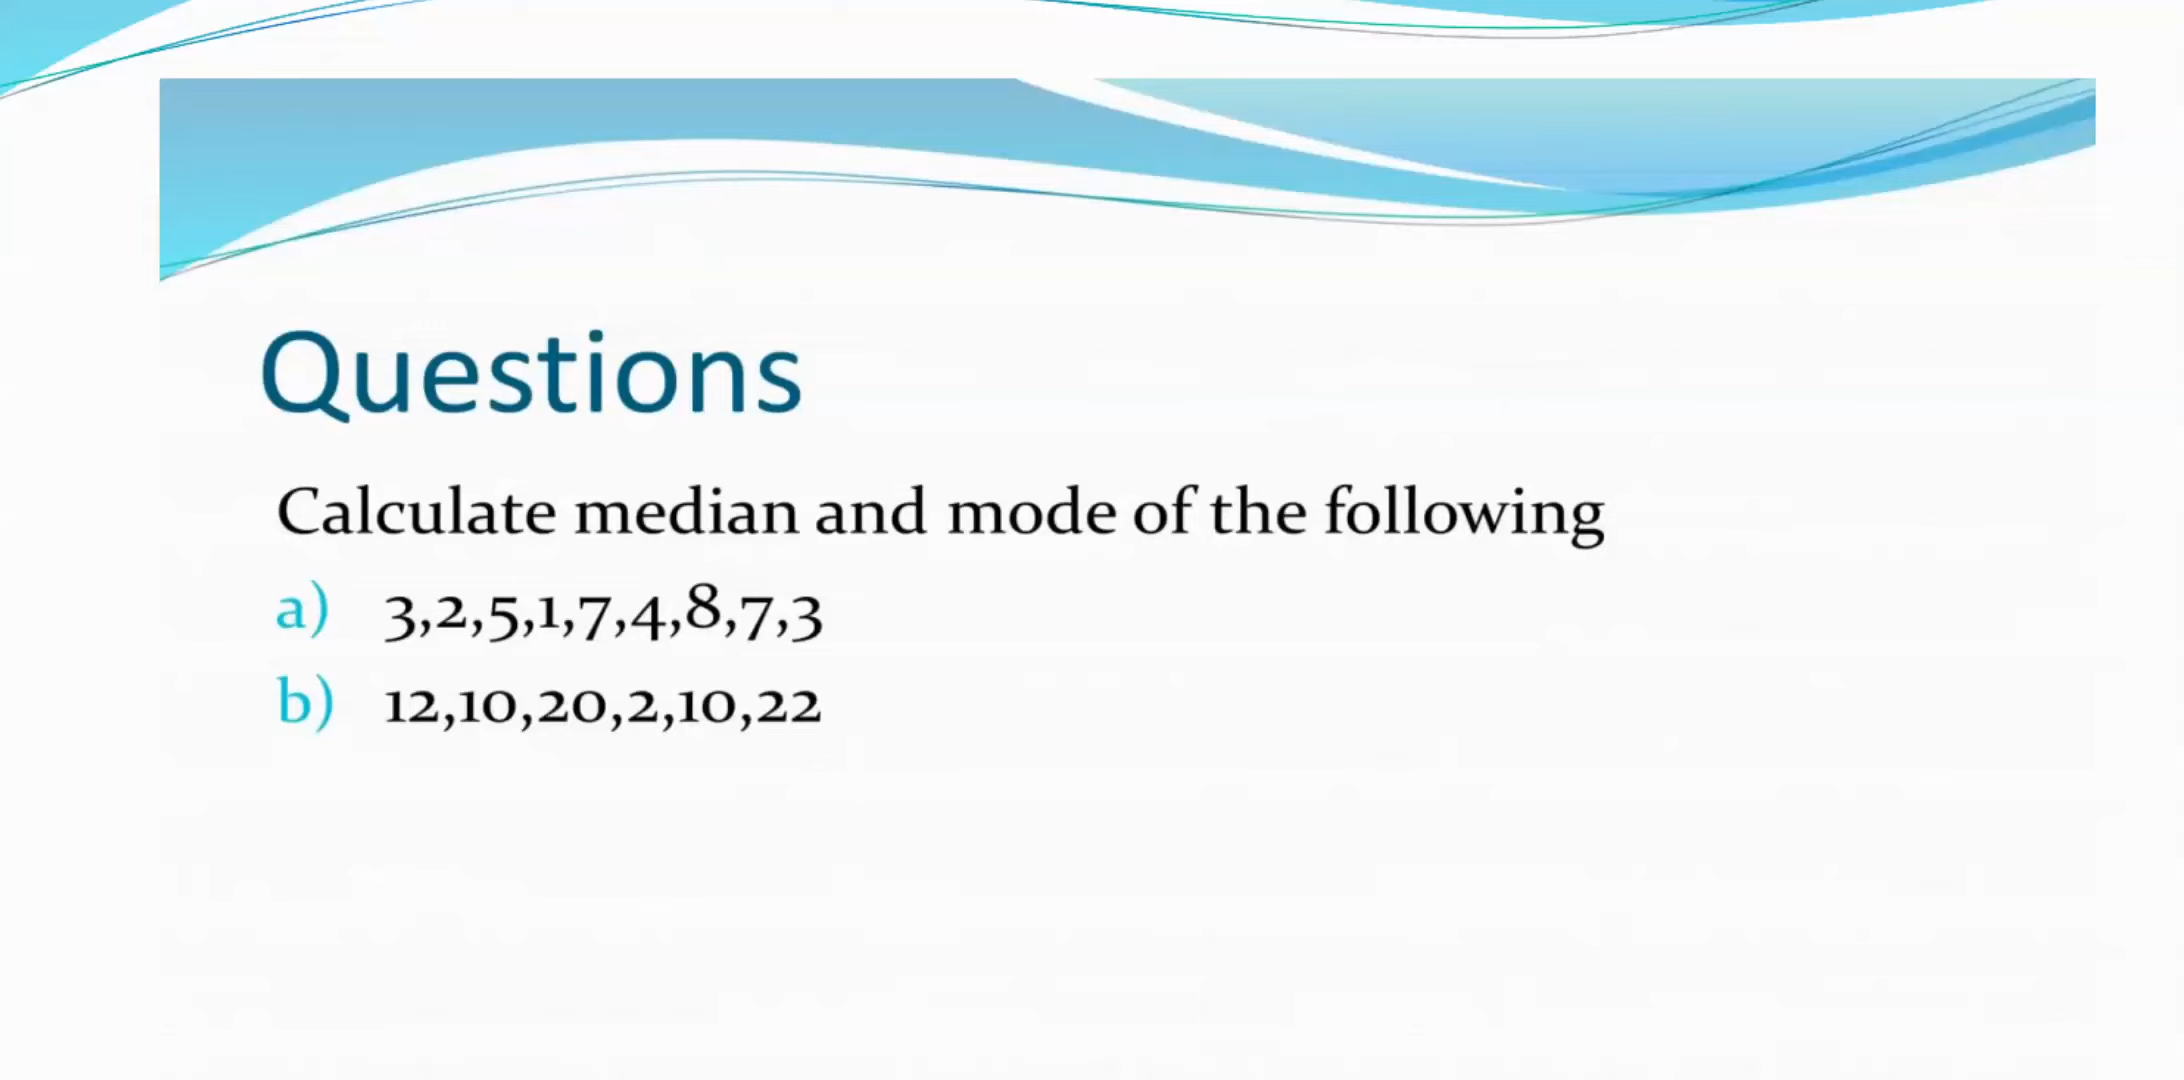 Questions
Calculate median and mode of the following
a) 3,2,5,1,7,4,8,7,3
b) 12,10,20,2,10,22